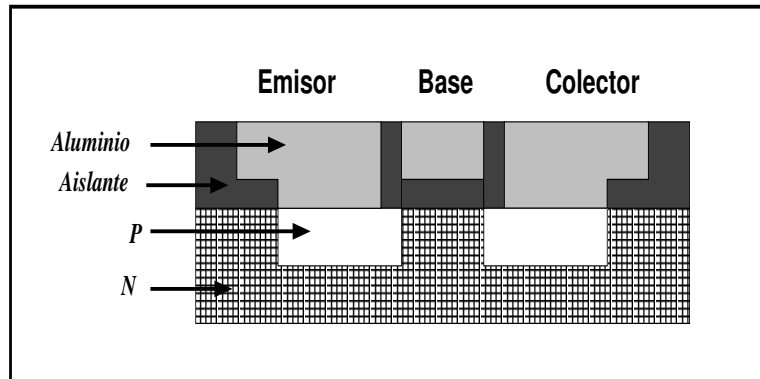 Emisor Base Colector
Aluminio
Aislante
P
N